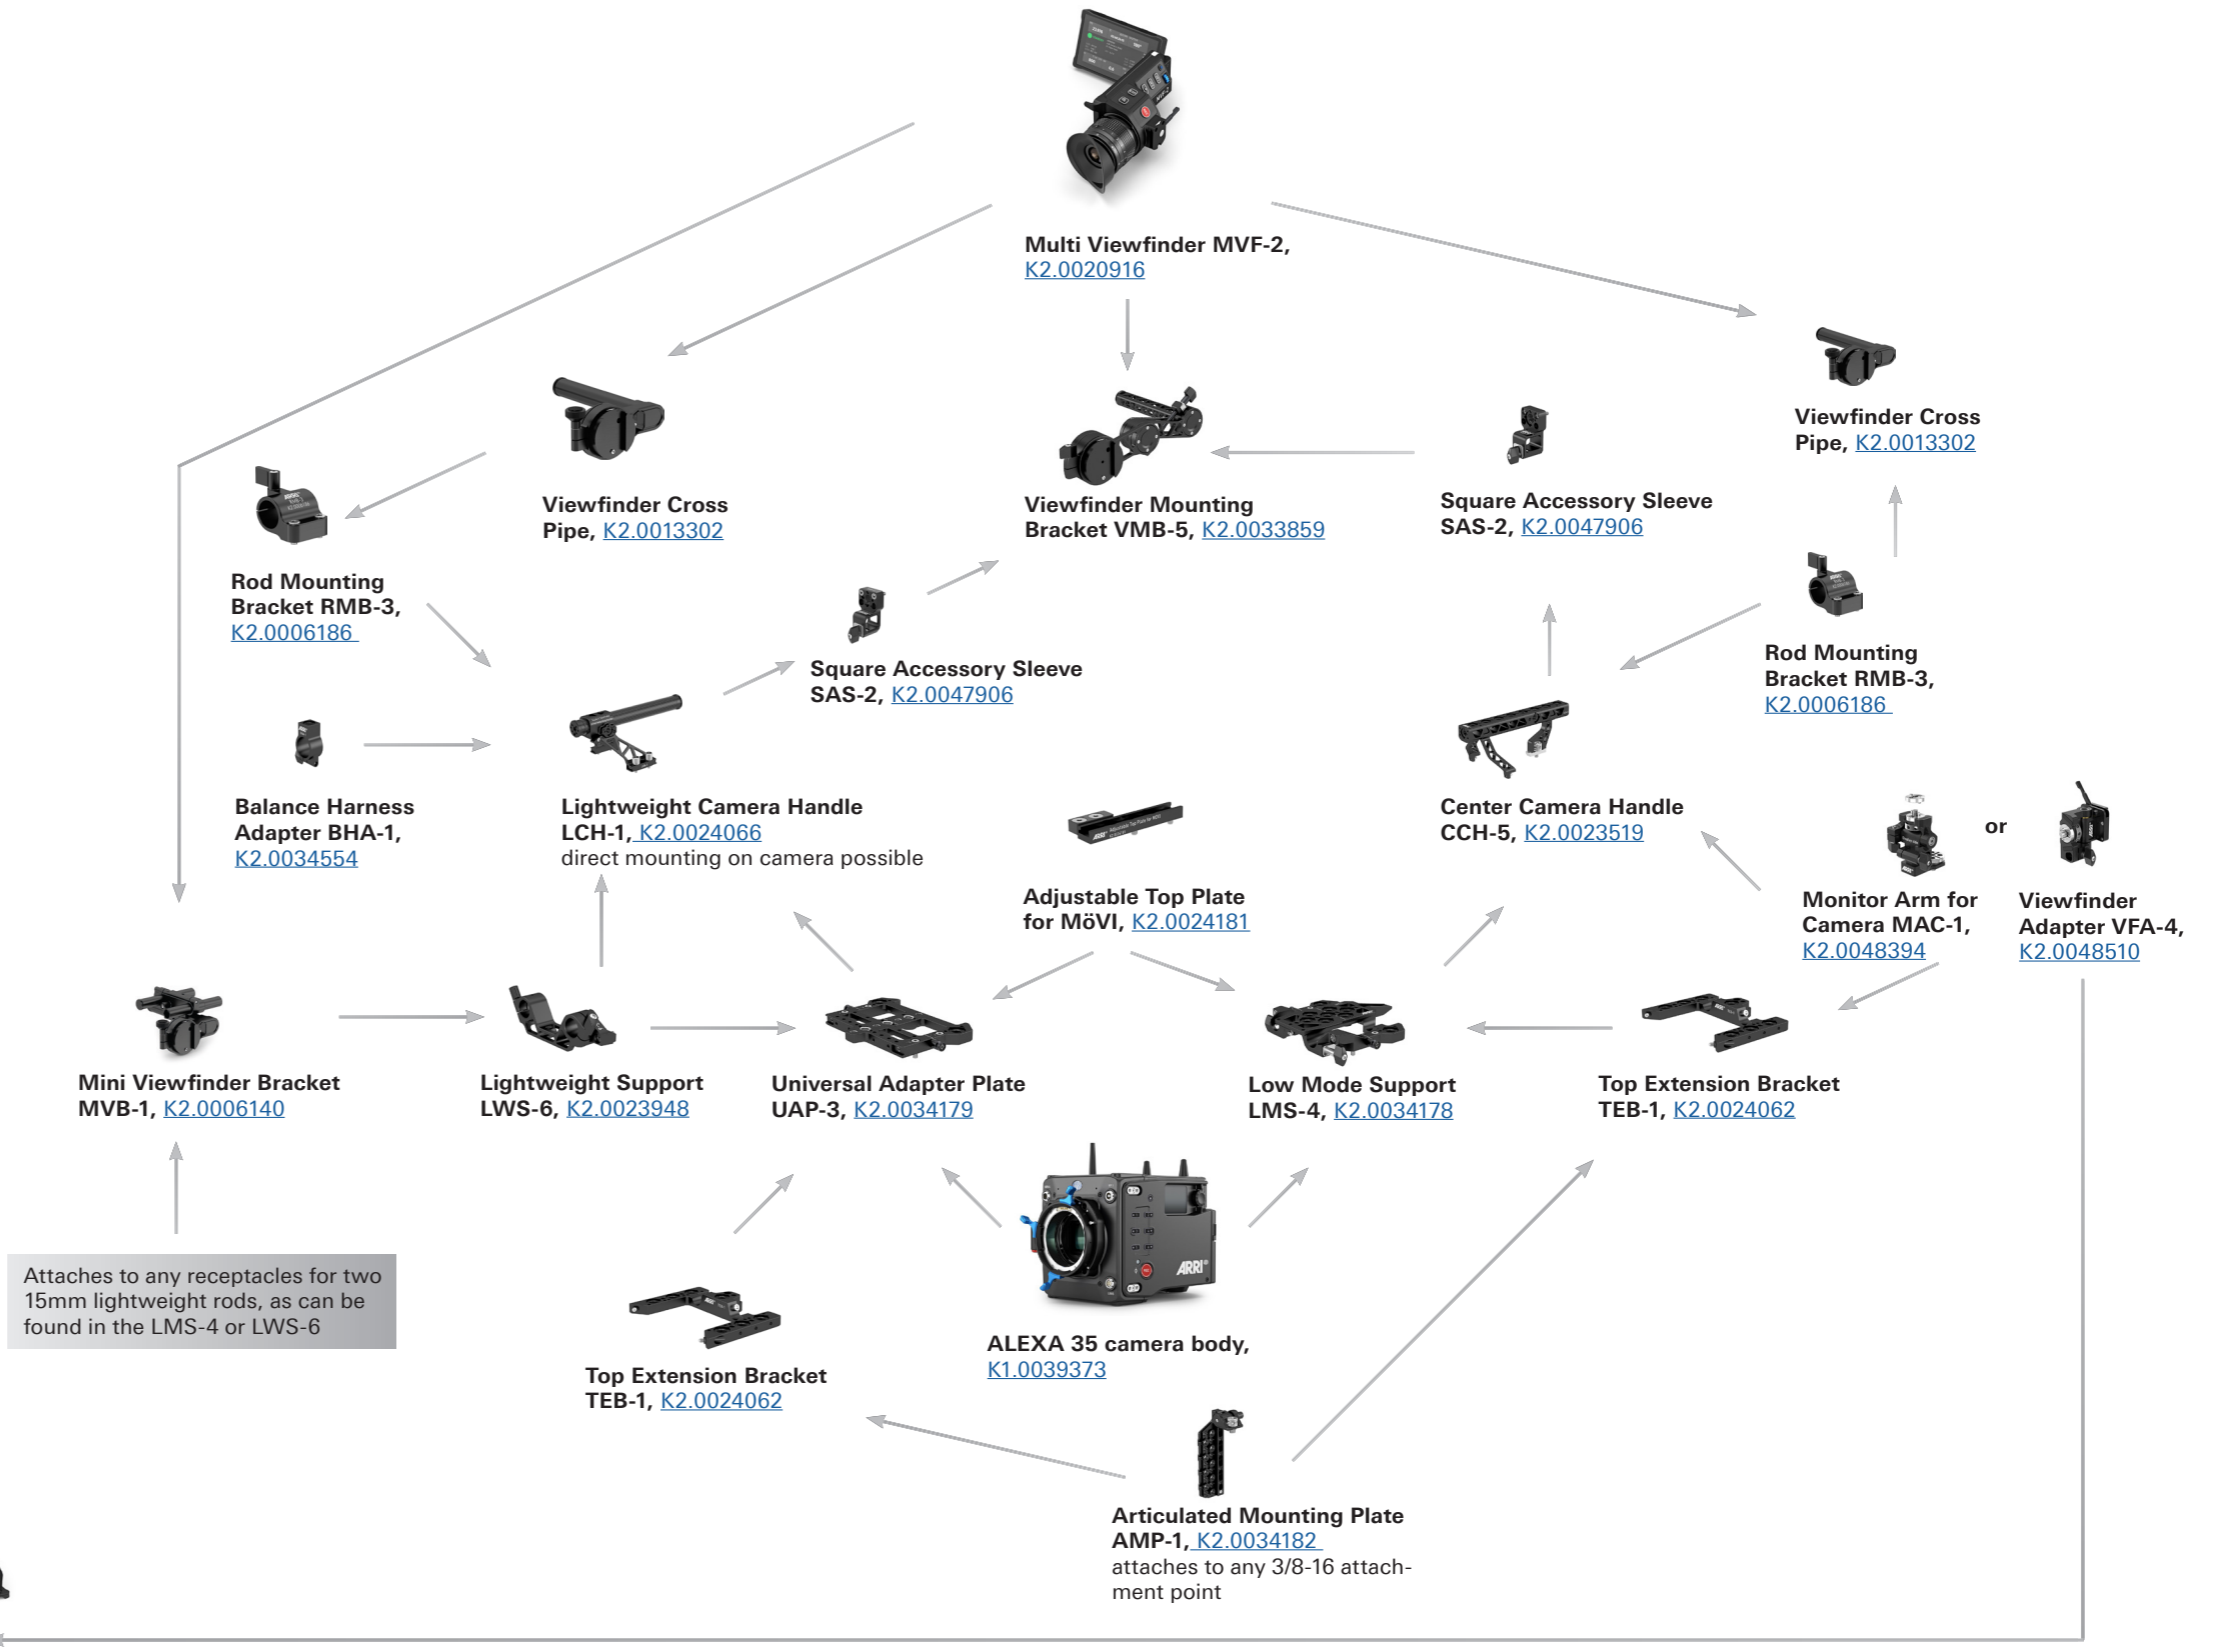 Multi Viewfinder MVF-2,
K2.0020916
Viewfinder Cross
Pipe, K2.0013302
Viewfinder Cross
Pipe, K2.0013302
Viewfinder Mounting
Bracket VMB-5, K2.0033859
Square Accessory Sleeve
SAS-2, K2.0047906
Rod Mounting
Bracket RMB-3,
K2.0006186
Square Accessory Sleeve
SAS-2, K2.0047906
Rod Mounting
Bracket RMB-3,
K2.0006186
Balance Harness
Adapter BHA-1,
K2.0034554
Lightweight Camera Handle
LCH-1, K2.0024066
direct mounting on camera possible
Center Camera Handle
CCH-5, K2.0023519
or
Adjustable Top Plate
for MöVI, K2.0024181
Monitor Arm for
Camera MAC-1,
K2.0048394
Viewfinder
Adapter VFA-4,
K2.0048510
Mini Viewfinder Bracket
MVB-1, K2.0006140
Lightweight Support
LWS-6, K2.0023948
Universal Adapter Plate
UAP-3, K2.0034179
Low Mode Support
LMS-4, K2.0034178
Top Extension Bracket
TEB-1, K2.0024062
Attaches to any receptacles for two
15mm lightweight rods, as can be
found in the LMS-4 or LWS-6
ARRI
ALEXA 35 camera body,
K1.0039373
Top Extension Bracket
TEB-1, K2.0024062
Articulated Mounting Plate
AMP-1, K2.0034182
attaches to any 3/8-16 attach-
ment point